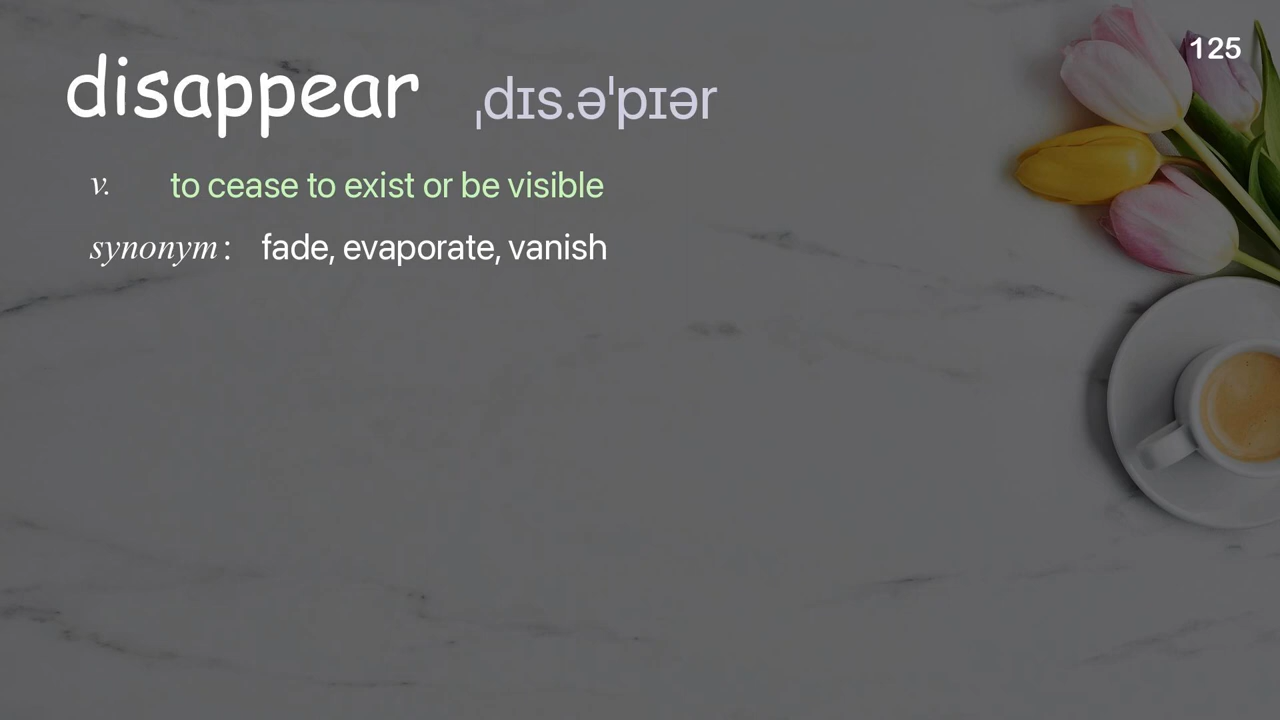 125
disappear ˌdɪs.əˈpɪər
v. to cease to exist or be visible
synonym: fade, evaporate, vanish